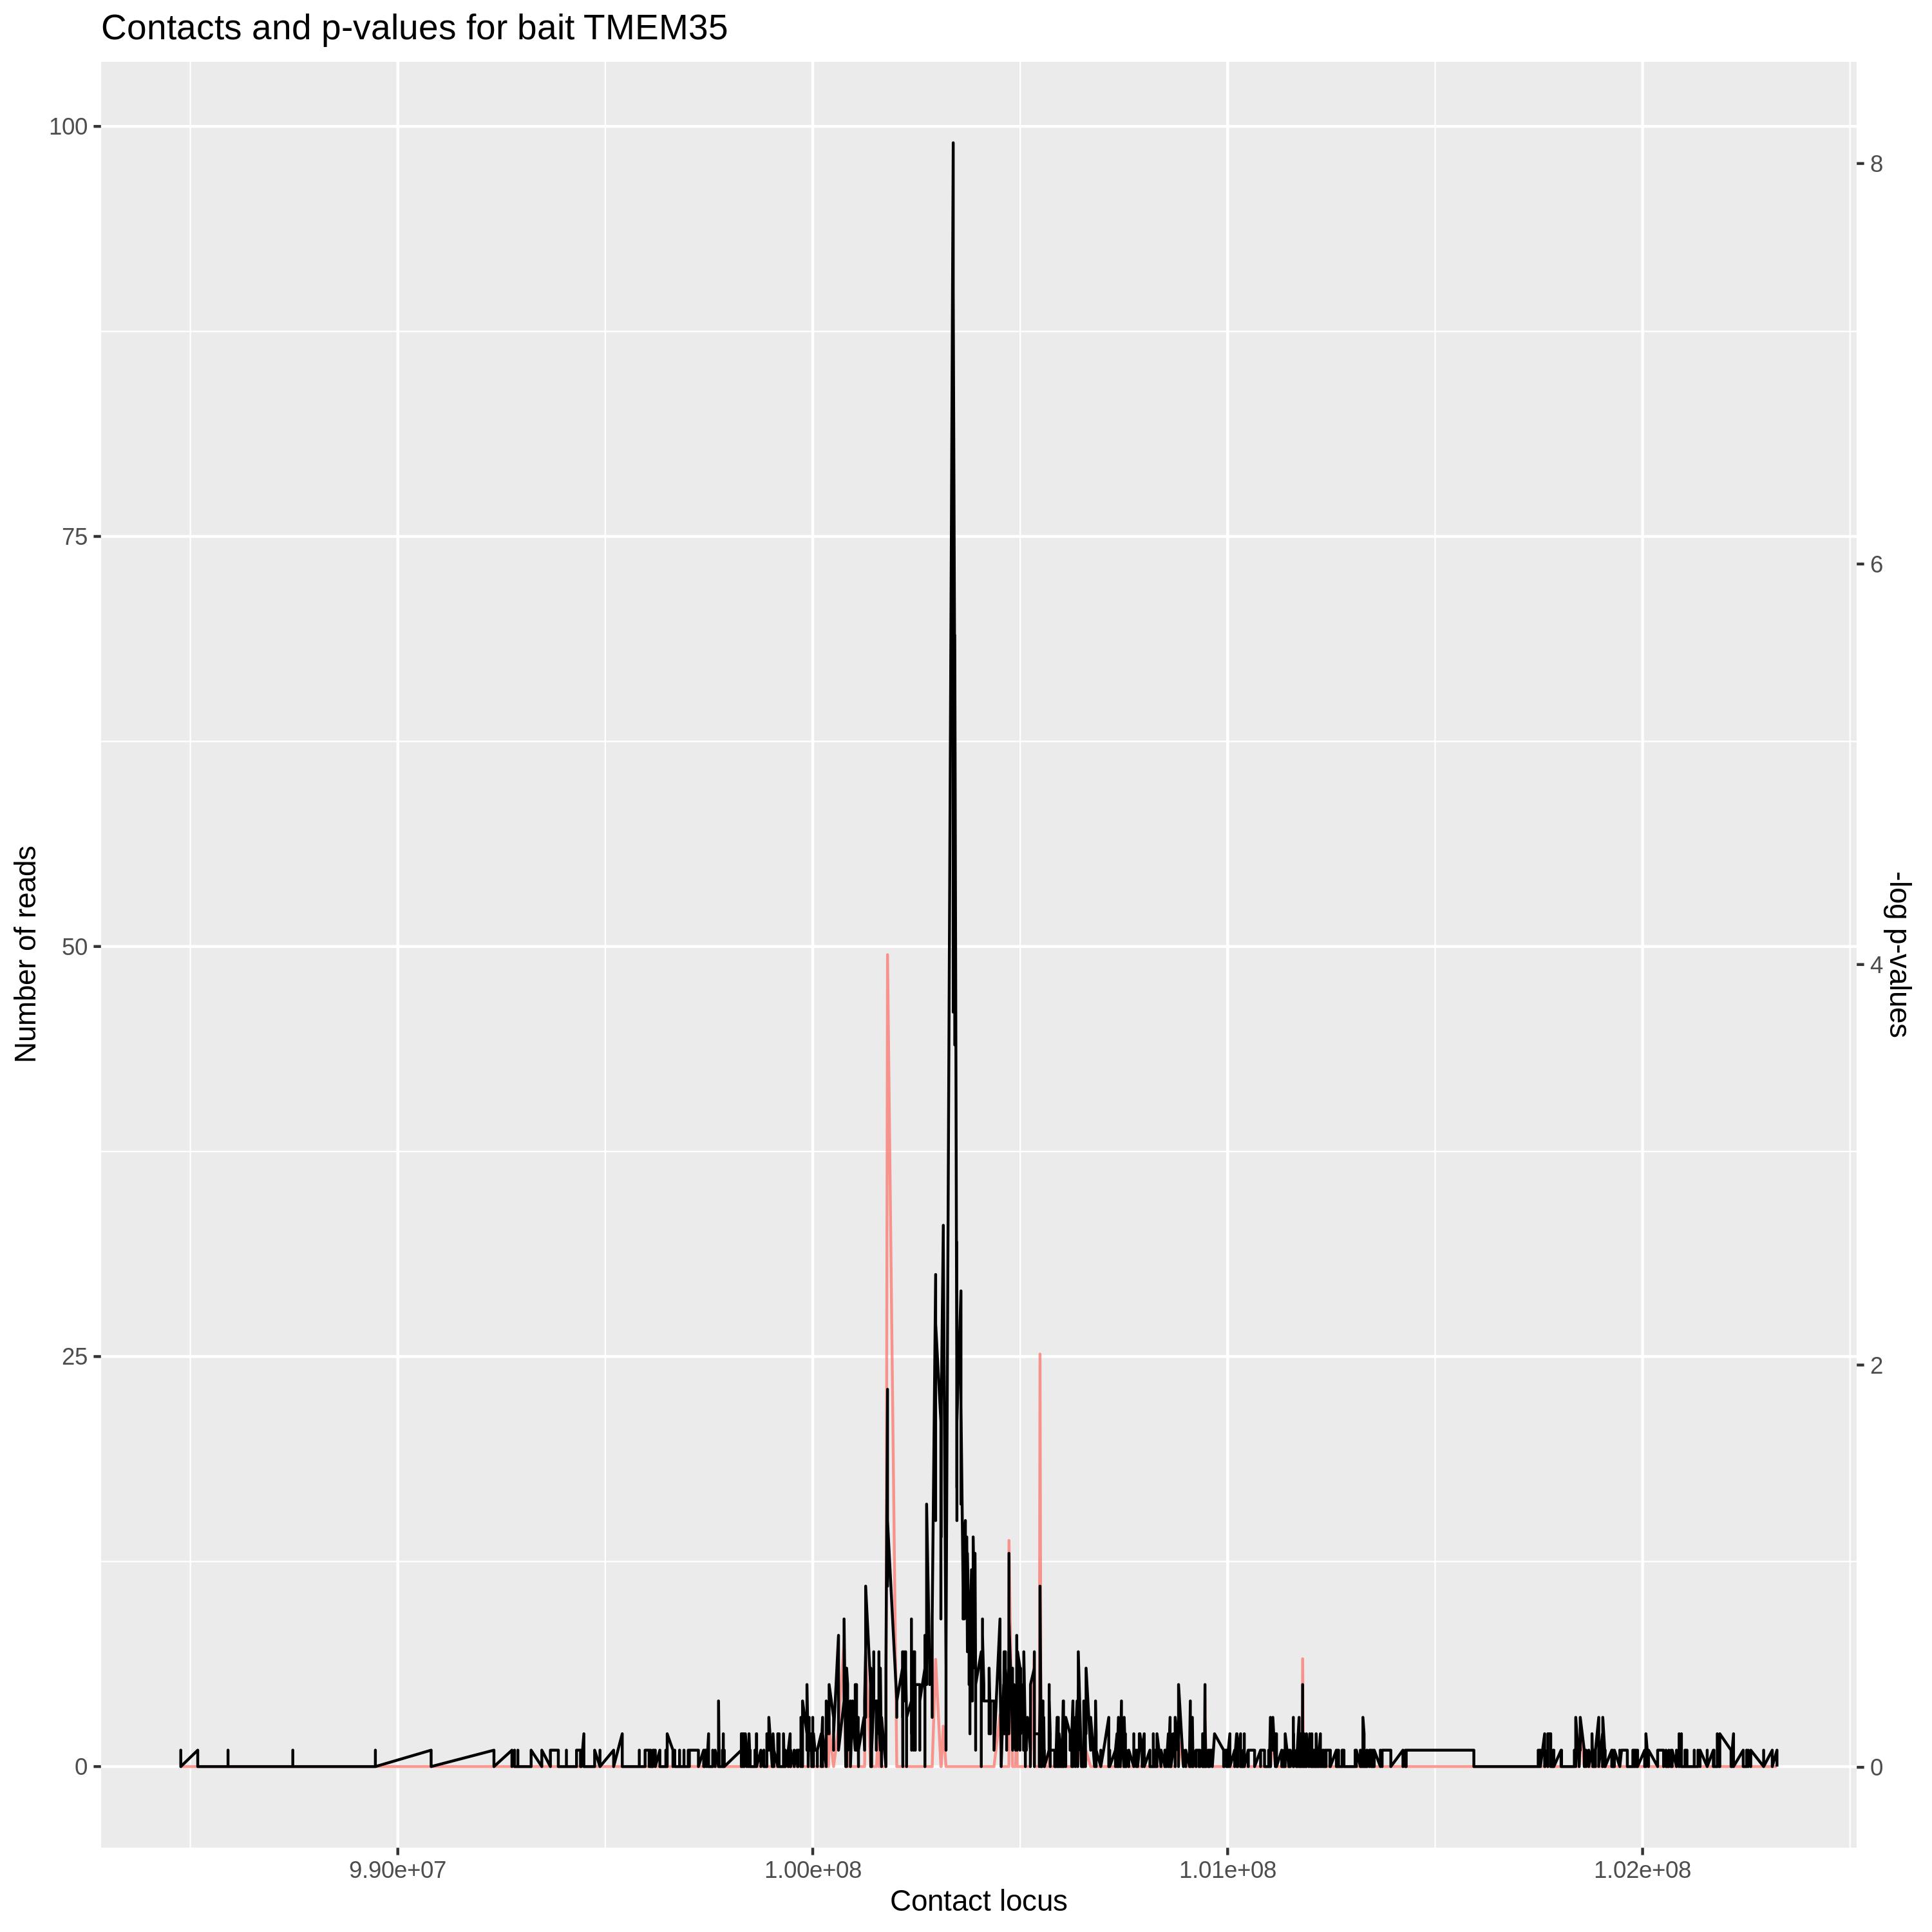 Contacts and p-values for bait TMEM35
100
75
50
25
0
Number of reads
8
6
4
2
0
-log p-values
9.90e+07
1.00e+08
1.01e+08
1.02e+08
Contact locus